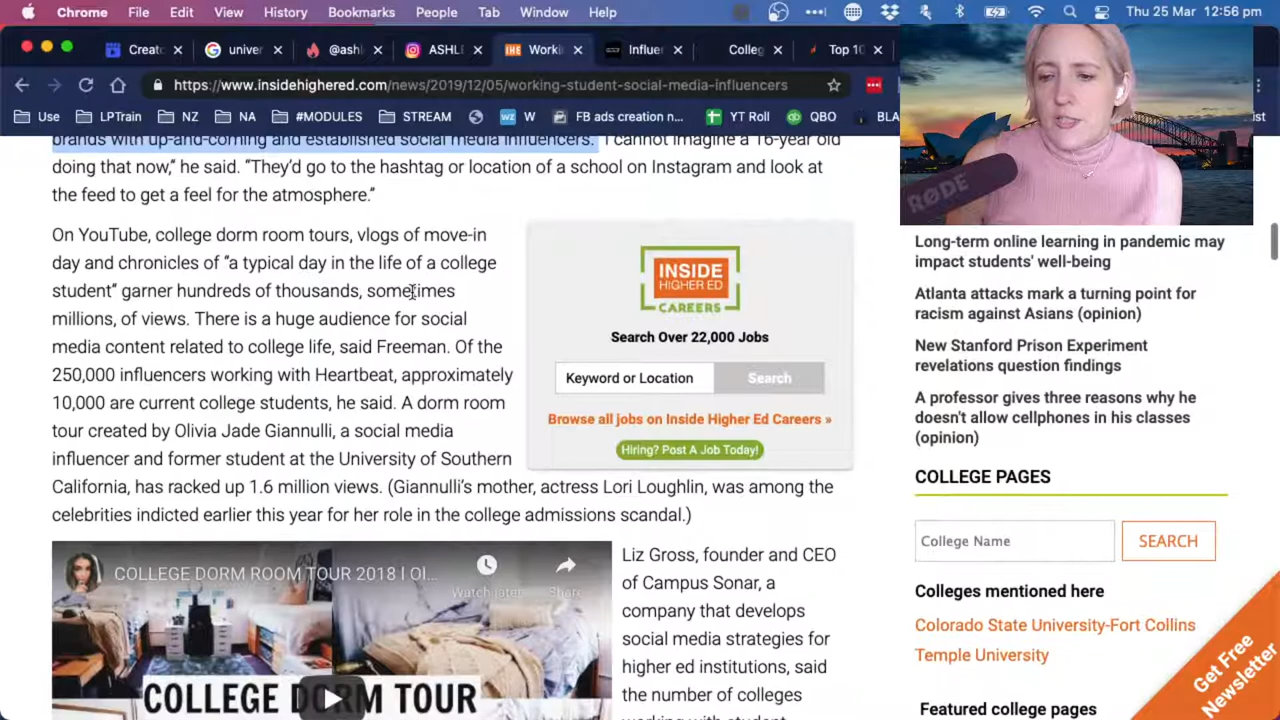 Chrome File Edit View History Bookmarks People Tab Window Help Thu 25 Mar 12:56 pm
Creato univer @ashl ASHLE Worki Influer Colleg Top 10
https://www.insidehighered.com/news/2019/12/05/working-student-social-media-influencers
Use LPTrain NZ NA #MODULES STREAM W FB ads creation n... YT Roll QBO BLA
brands with up-and-coming and established social media influencers. "I cannot imagine a 16-year old
doing that now," he said. "They'd go to the hashtag or location of a school on Instagram and look at
the feed to get a feel for the atmosphere."
On YouTube, college dorm room tours, vlogs of move-in
day and chronicles of "a typical day in the life of a college
student" garner hundreds of thousands, sometimes
millions, of views. There is a huge audience for social
media content related to college life, said Freeman. Of the
250,000 influencers working with Heartbeat, approximately
10,000 are current college students, he said. A dorm room
tour created by Olivia Jade Giannulli, a social media
influencer and former student at the University of Southern
California, has racked up 1.6 million views. (Giannulli's mother, actress Lori Loughlin, was among the
celebrities indicted earlier this year for her role in the college admissions scandal.)
INSIDE
HIGHER ED
CAREERS
Search Over 22,000 Jobs
Keyword or Location Search
Browse all jobs on Inside Higher Ed Careers »
Hiring? Post A Job Today!
COLLEGE DORM ROOM TOUR 2018 | Ol...
Watch later Share
COLLEGE DORM TOUR
Liz Gross, founder and CEO
of Campus Sonar, a
company that develops
social media strategies for
higher ed institutions, said
the number of colleges
working with student
RØDE
Long-term online learning in pandemic may
impact students' well-being
Atlanta attacks mark a turning point for
racism against Asians (opinion)
New Stanford Prison Experiment
revelations question findings
A professor gives three reasons why he
doesn't allow cellphones in his classes
(opinion)
COLLEGE PAGES
College Name SEARCH
Colleges mentioned here
Colorado State University-Fort Collins
Temple University
Featured college pages
Get Free
Newsletter